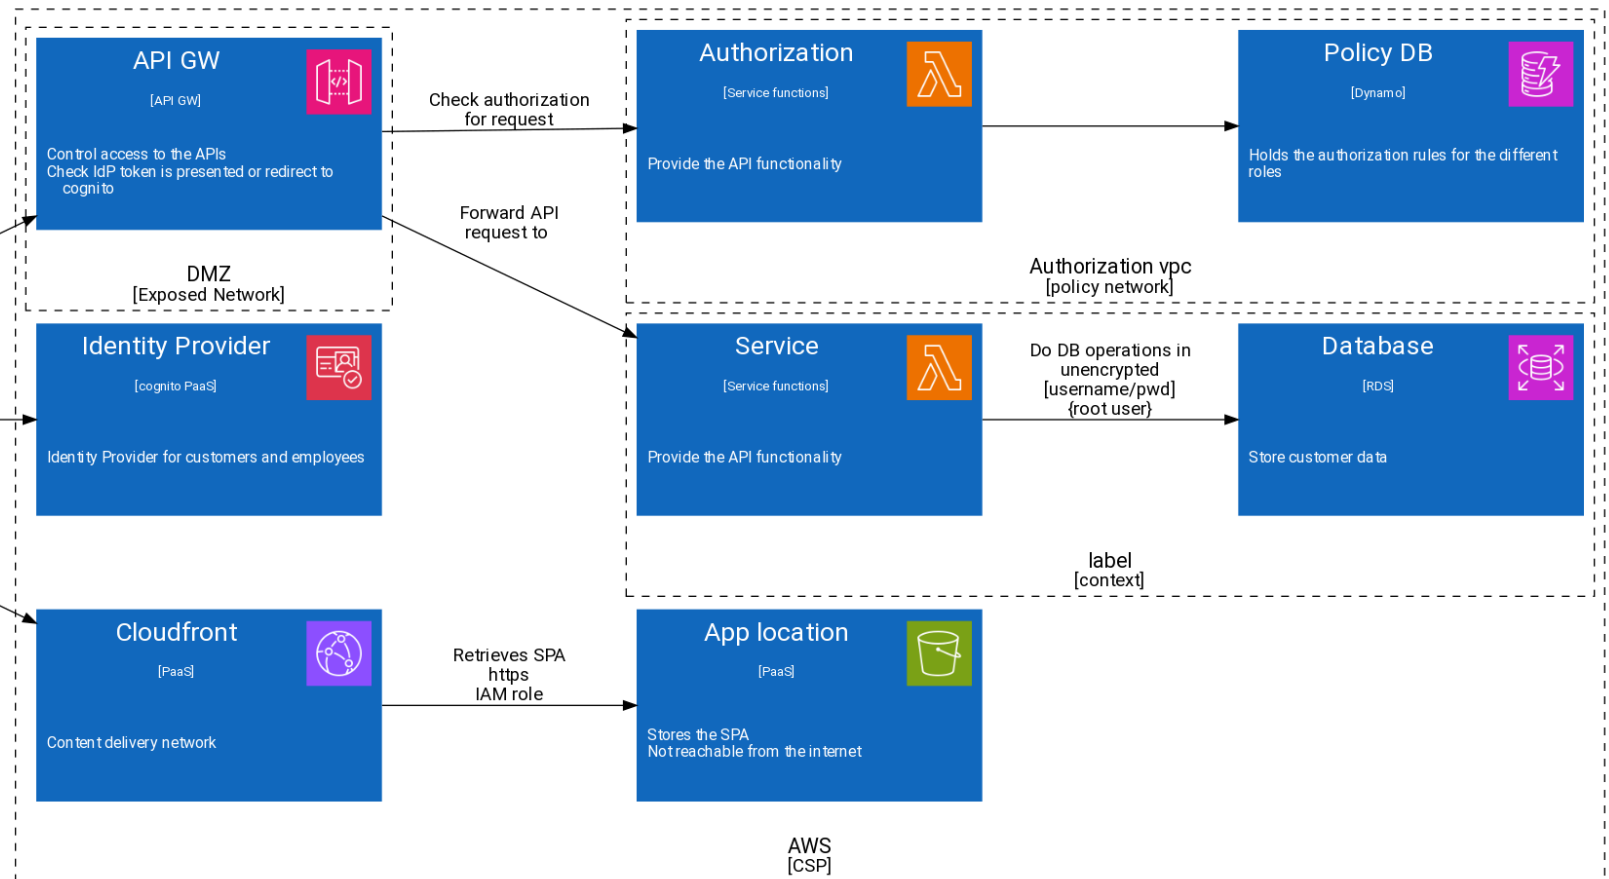 API GW
[API GW]
Control access to the APIs
Check IdP token is presented or redirect to
cognito
DMZ
[Exposed Network]
Check authorization
for request
Forward API
request to
Authorization
[Service functions]
Provide the API functionality
Policy DB
[Dynamo]
Holds the authorization rules for the different
roles
Authorization vpc
[policy network]
Identity Provider
[cognito PaaS]
Identity Provider for customers and employees
Service
[Service functions]
Provide the API functionality
Do DB operations in
unencrypted
[username/pwd]
{root user}
Database
[RDS]
Store customer data
label
[context]
Cloudfront
[PaaS]
Content delivery network
Retrieves SPA
https
IAM role
App location
[PaaS]
Stores the SPA
Not reachable from the internet
AWS
[CSP]